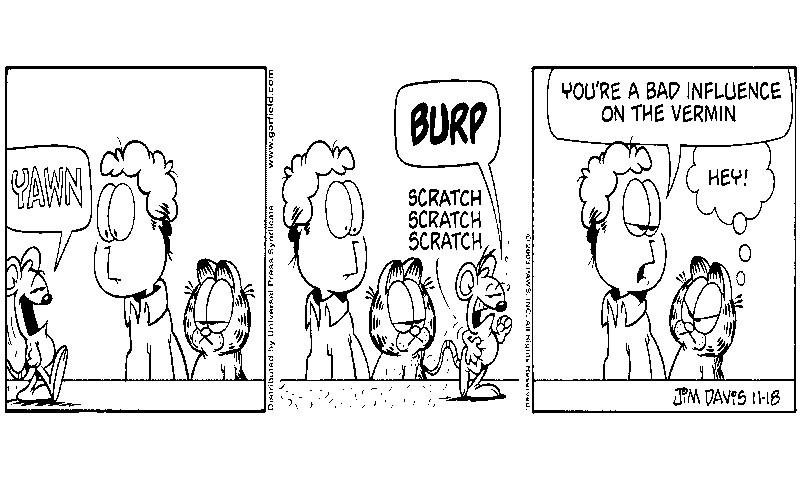 YAWN
www.garfield.com
Distributed by Universal Press Syndicate
BURP
SCRATCH
SCRATCH
SCRATCH
YOU'RE A BAD INFLUENCE
ON THE VERMIN
HEY!
JIM DAVIS 11-18